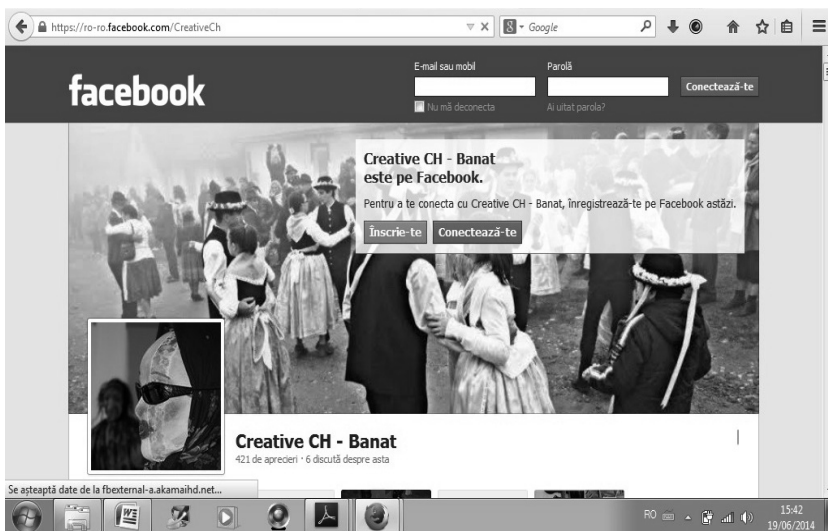 https://ro-ro.facebook.com/CreativeCh
8 Google
facebook
E-mail sau mobil
Parolă
Conectează-te
Nu mă deconecta
Ai uitat parola?
Creative CH - Banat
este pe Facebook.
Pentru a te conecta cu Creative CH - Banat, înregistrează-te pe Facebook astăzi.
Înscrie-te Conectează-te
Creative CH - Banat
421 de aprecieri · 6 discută despre asta
Se așteaptă date de la fbexternal-a.akamaihd.net...
RO
15:42
19/06/2014